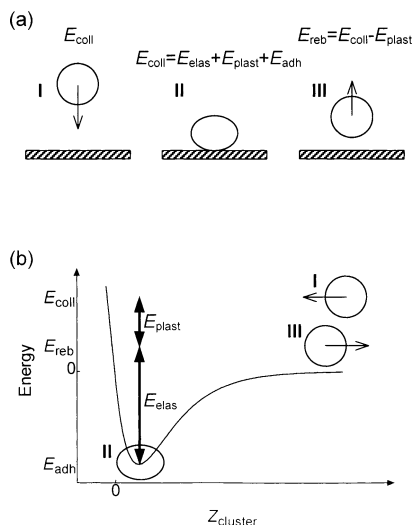 (a)
E_coll
I
E_coll=E_elas+E_plast+E_adh
II
E_reb=E_coll-E_plast
III
(b)
Energy
E_coll
E_reb
0
E_adh
E_plast
E_elas
I
III
II
0
Z_cluster